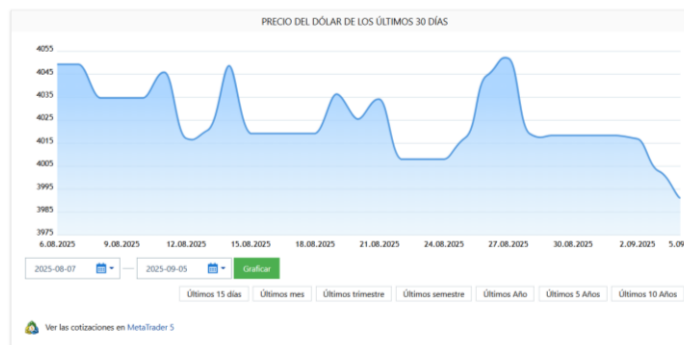 PRECIO DEL DÓLAR DE LOS ÚLTIMOS 30 DÍAS
4055
4045
4035
4025
4015
4005
3995
3985
3975
6.08.2025 9.08.2025 12.08.2025 15.08.2025 18.08.2025 21.08.2025 24.08.2025 27.08.2025 30.08.2025 2.09.2025 5.09
2025-08-07 — 2025-09-05 Graficar
Últimos 15 días Últimos mes Últimos trimestre Últimos semestre Últimos Año Últimos 5 Años Últimos 10 Años
Ver las cotizaciones en MetaTrader 5